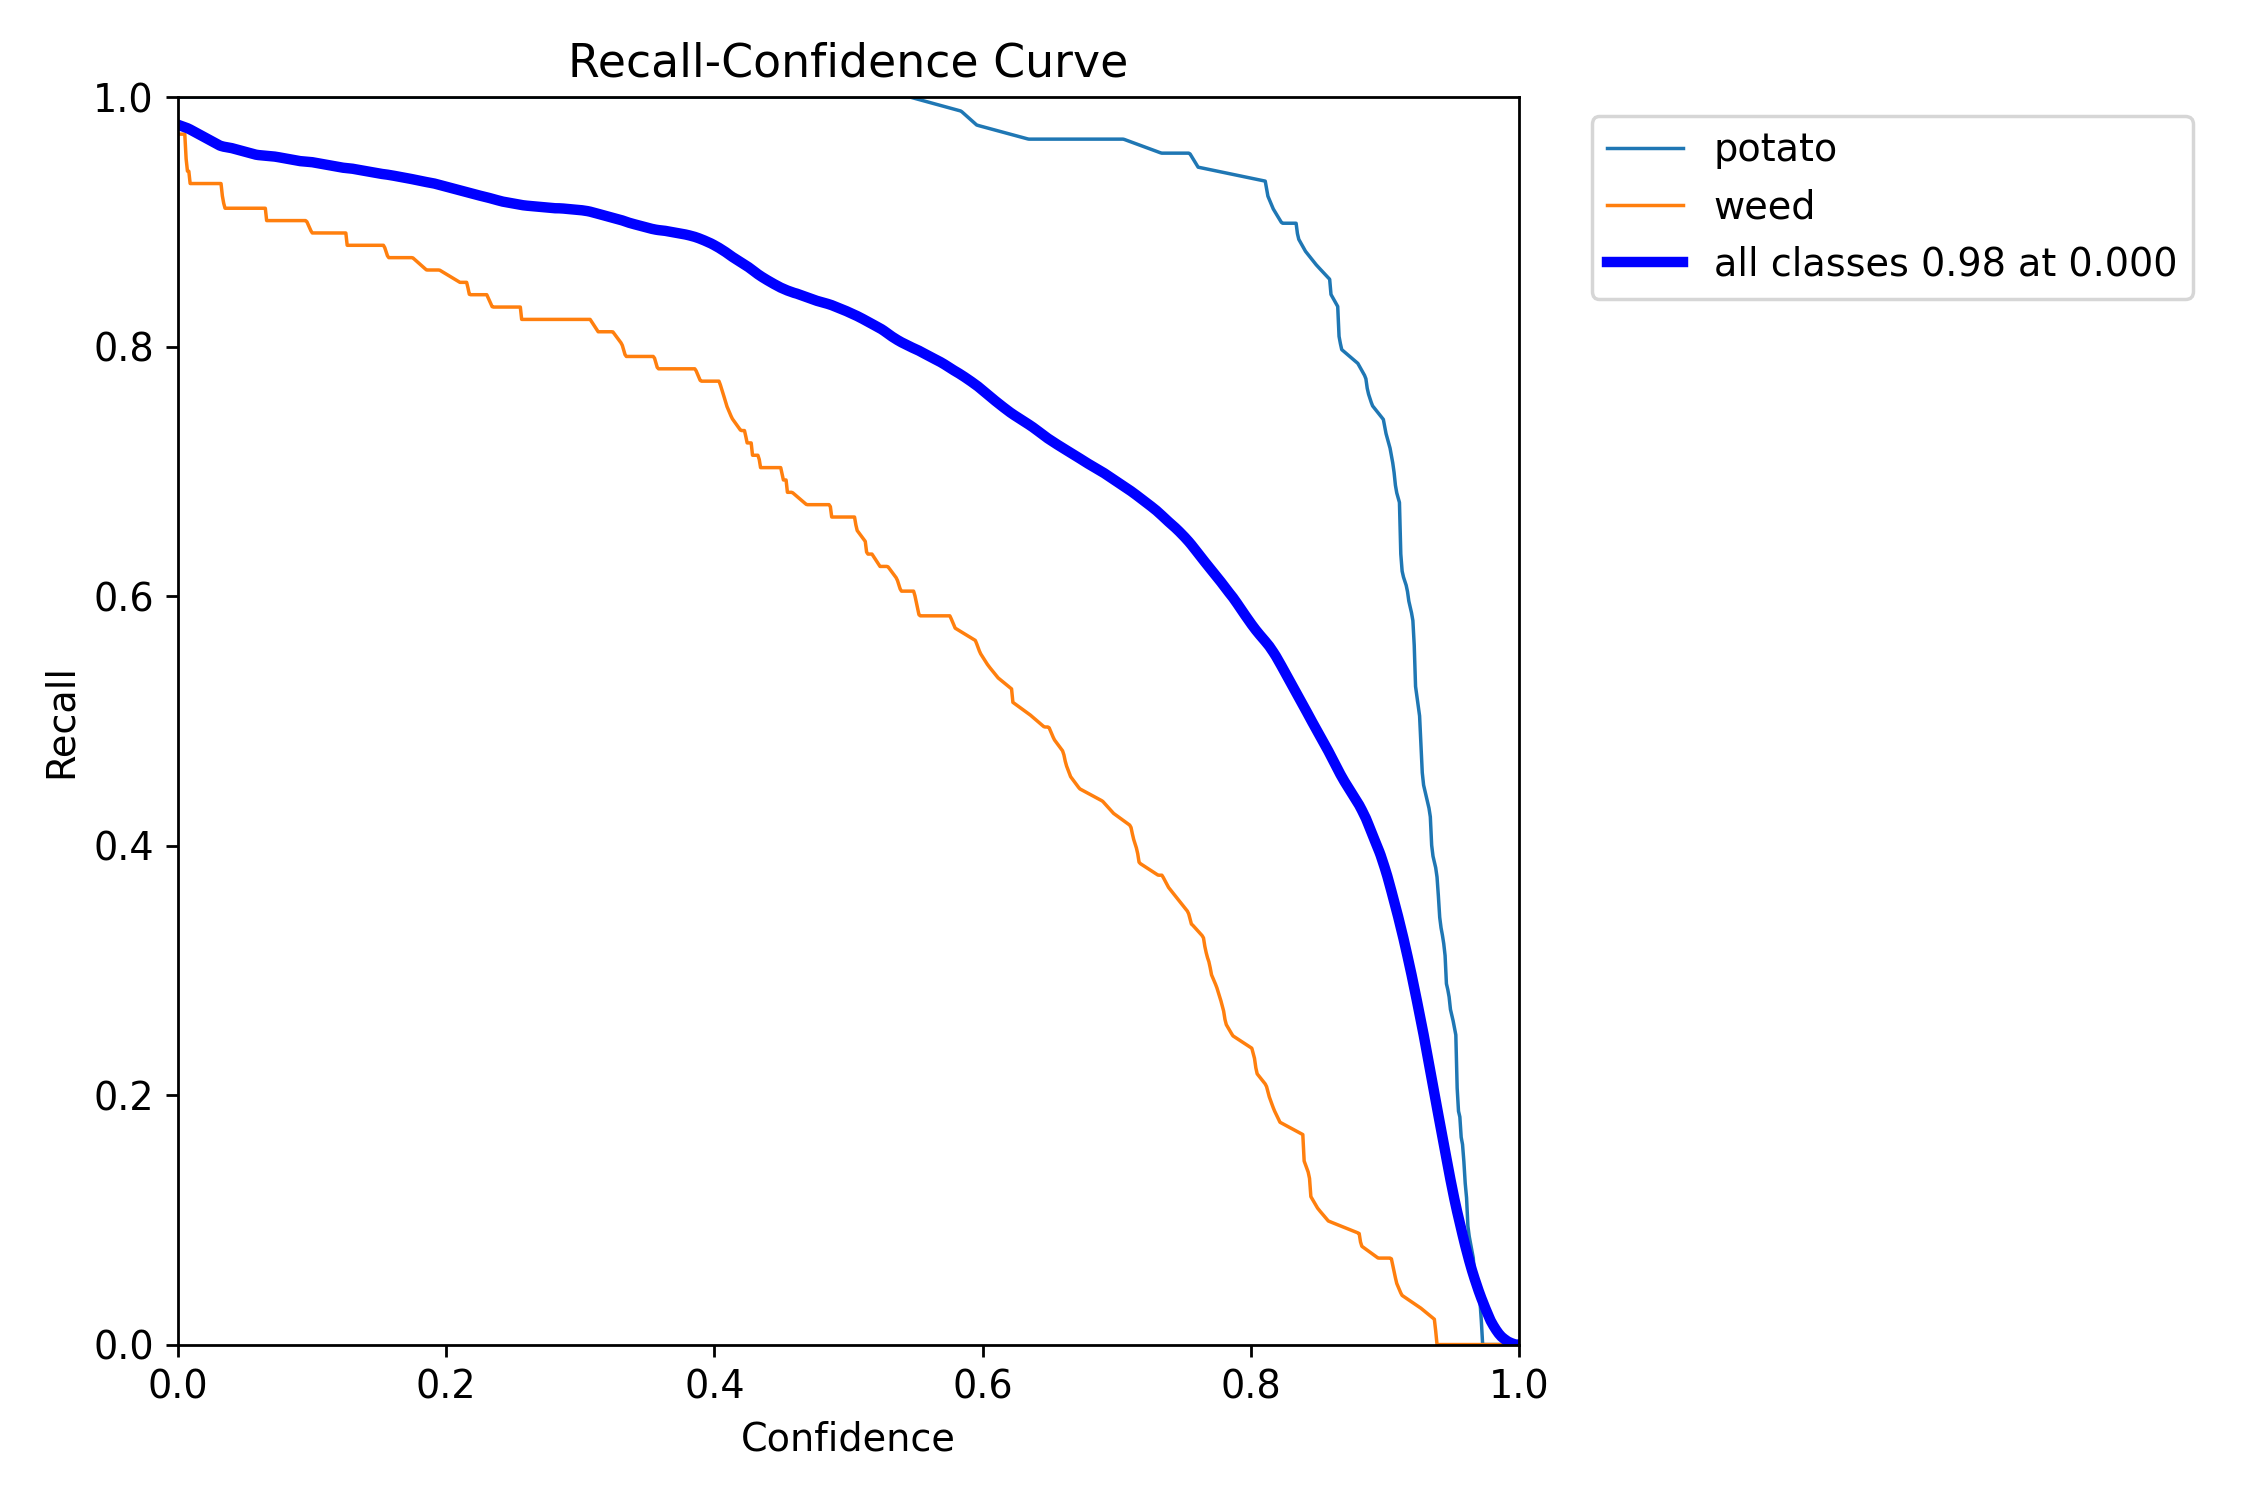 Recall-Confidence Curve
1.0
0.8
0.6
0.4
0.2
0.0
Recall
0.0 0.2 0.4 0.6 0.8 1.0
Confidence
potato
weed
all classes 0.98 at 0.000